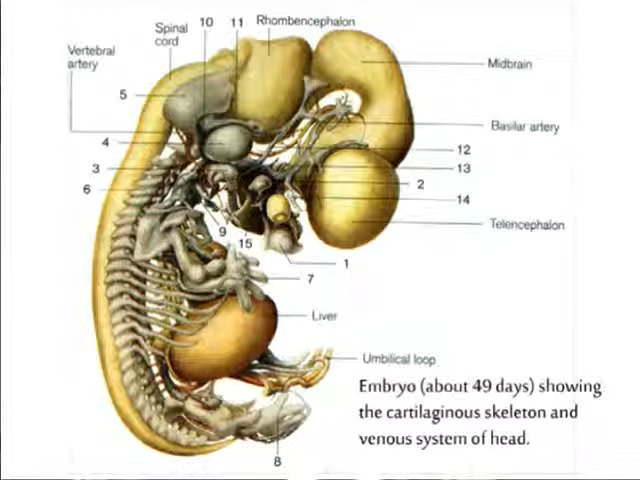 10
11
Rhombencephalon
Spinal
cord
Vertebral
artery
Midbrain
5
Basilar artery
4
12
3
13
6
2
14
9
15
Telencephalon
1
7
Liver
Umbilical loop
Embryo (about 49 days) showing
the cartilaginous skeleton and
venous system of head.
8